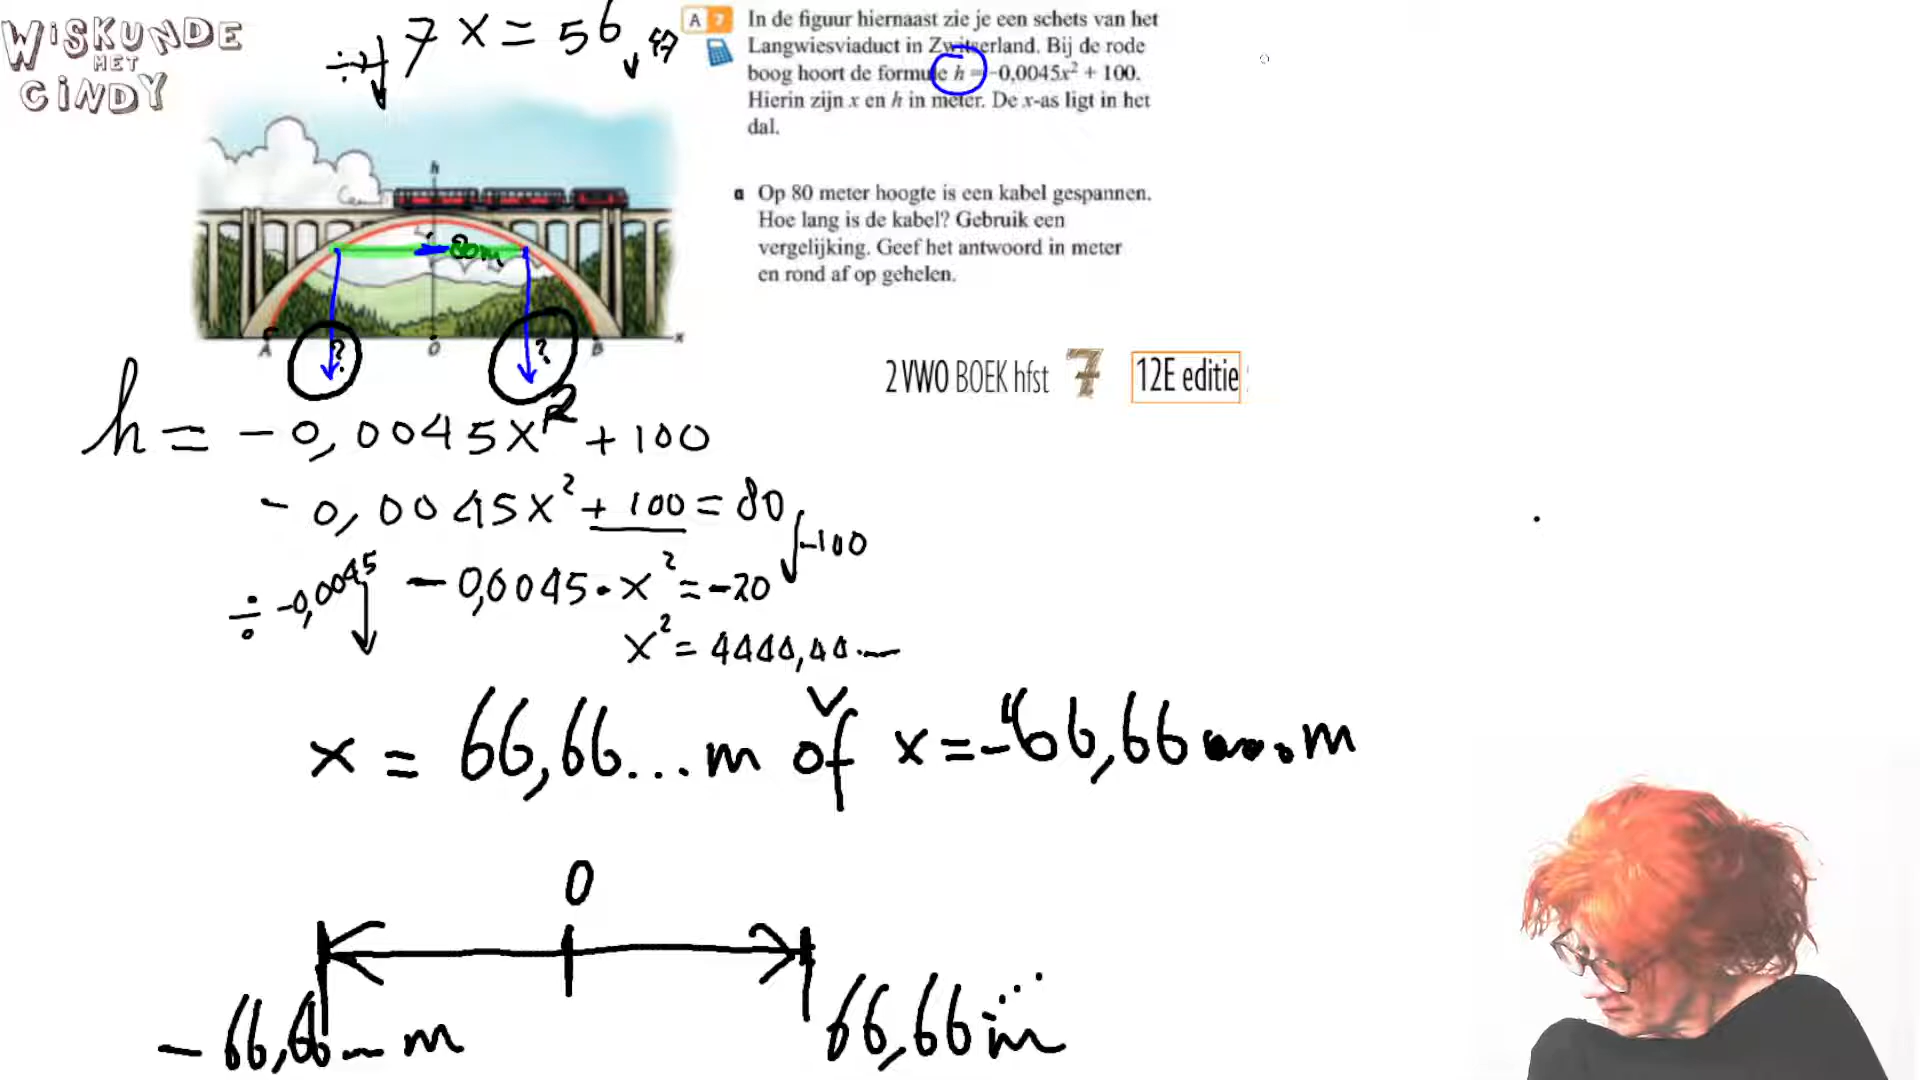 WISKUNDE
MET
CINDY
÷7 7x = 56 ÷7
A 7 In de figuur hiernaast zie je een schets van het
Langwiesviaduct in Zwitserland. Bij de rode
boog hoort de formule h = -0,0045x² + 100.
Hierin zijn x en h in meter. De x-as ligt in het
dal.
a Op 80 meter hoogte is een kabel gespannen.
Hoe lang is de kabel? Gebruik een
vergelijking. Geef het antwoord in meter
en rond af op gehelen.
h
80m
A ? O ? B x
2 VWO BOEK hfst 7 12E editie
h = -0,0045x² + 100
-0,0045x² + 100 = 80
-100
÷ -0,0045 -0,0045 · x² = -20
x² = 4444,44...
x = 66,66...m of x = -66,66....m
0
-66,66...m 66,66...m